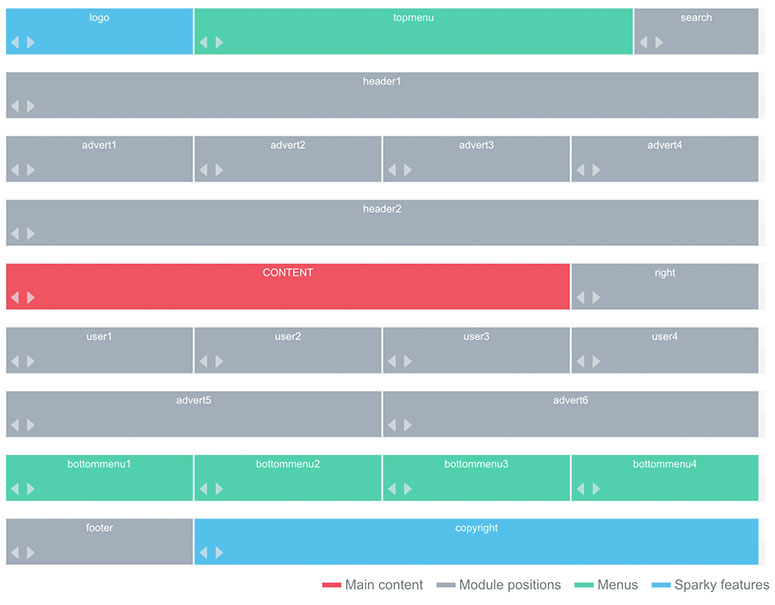 logo topmenu search
header1
advert1 advert2 advert3 advert4
header2
CONTENT right
user1 user2 user3 user4
advert5 advert6
bottommenu1 bottommenu2 bottommenu3 bottommenu4
footer copyright
Main content Module positions Menus Sparky features